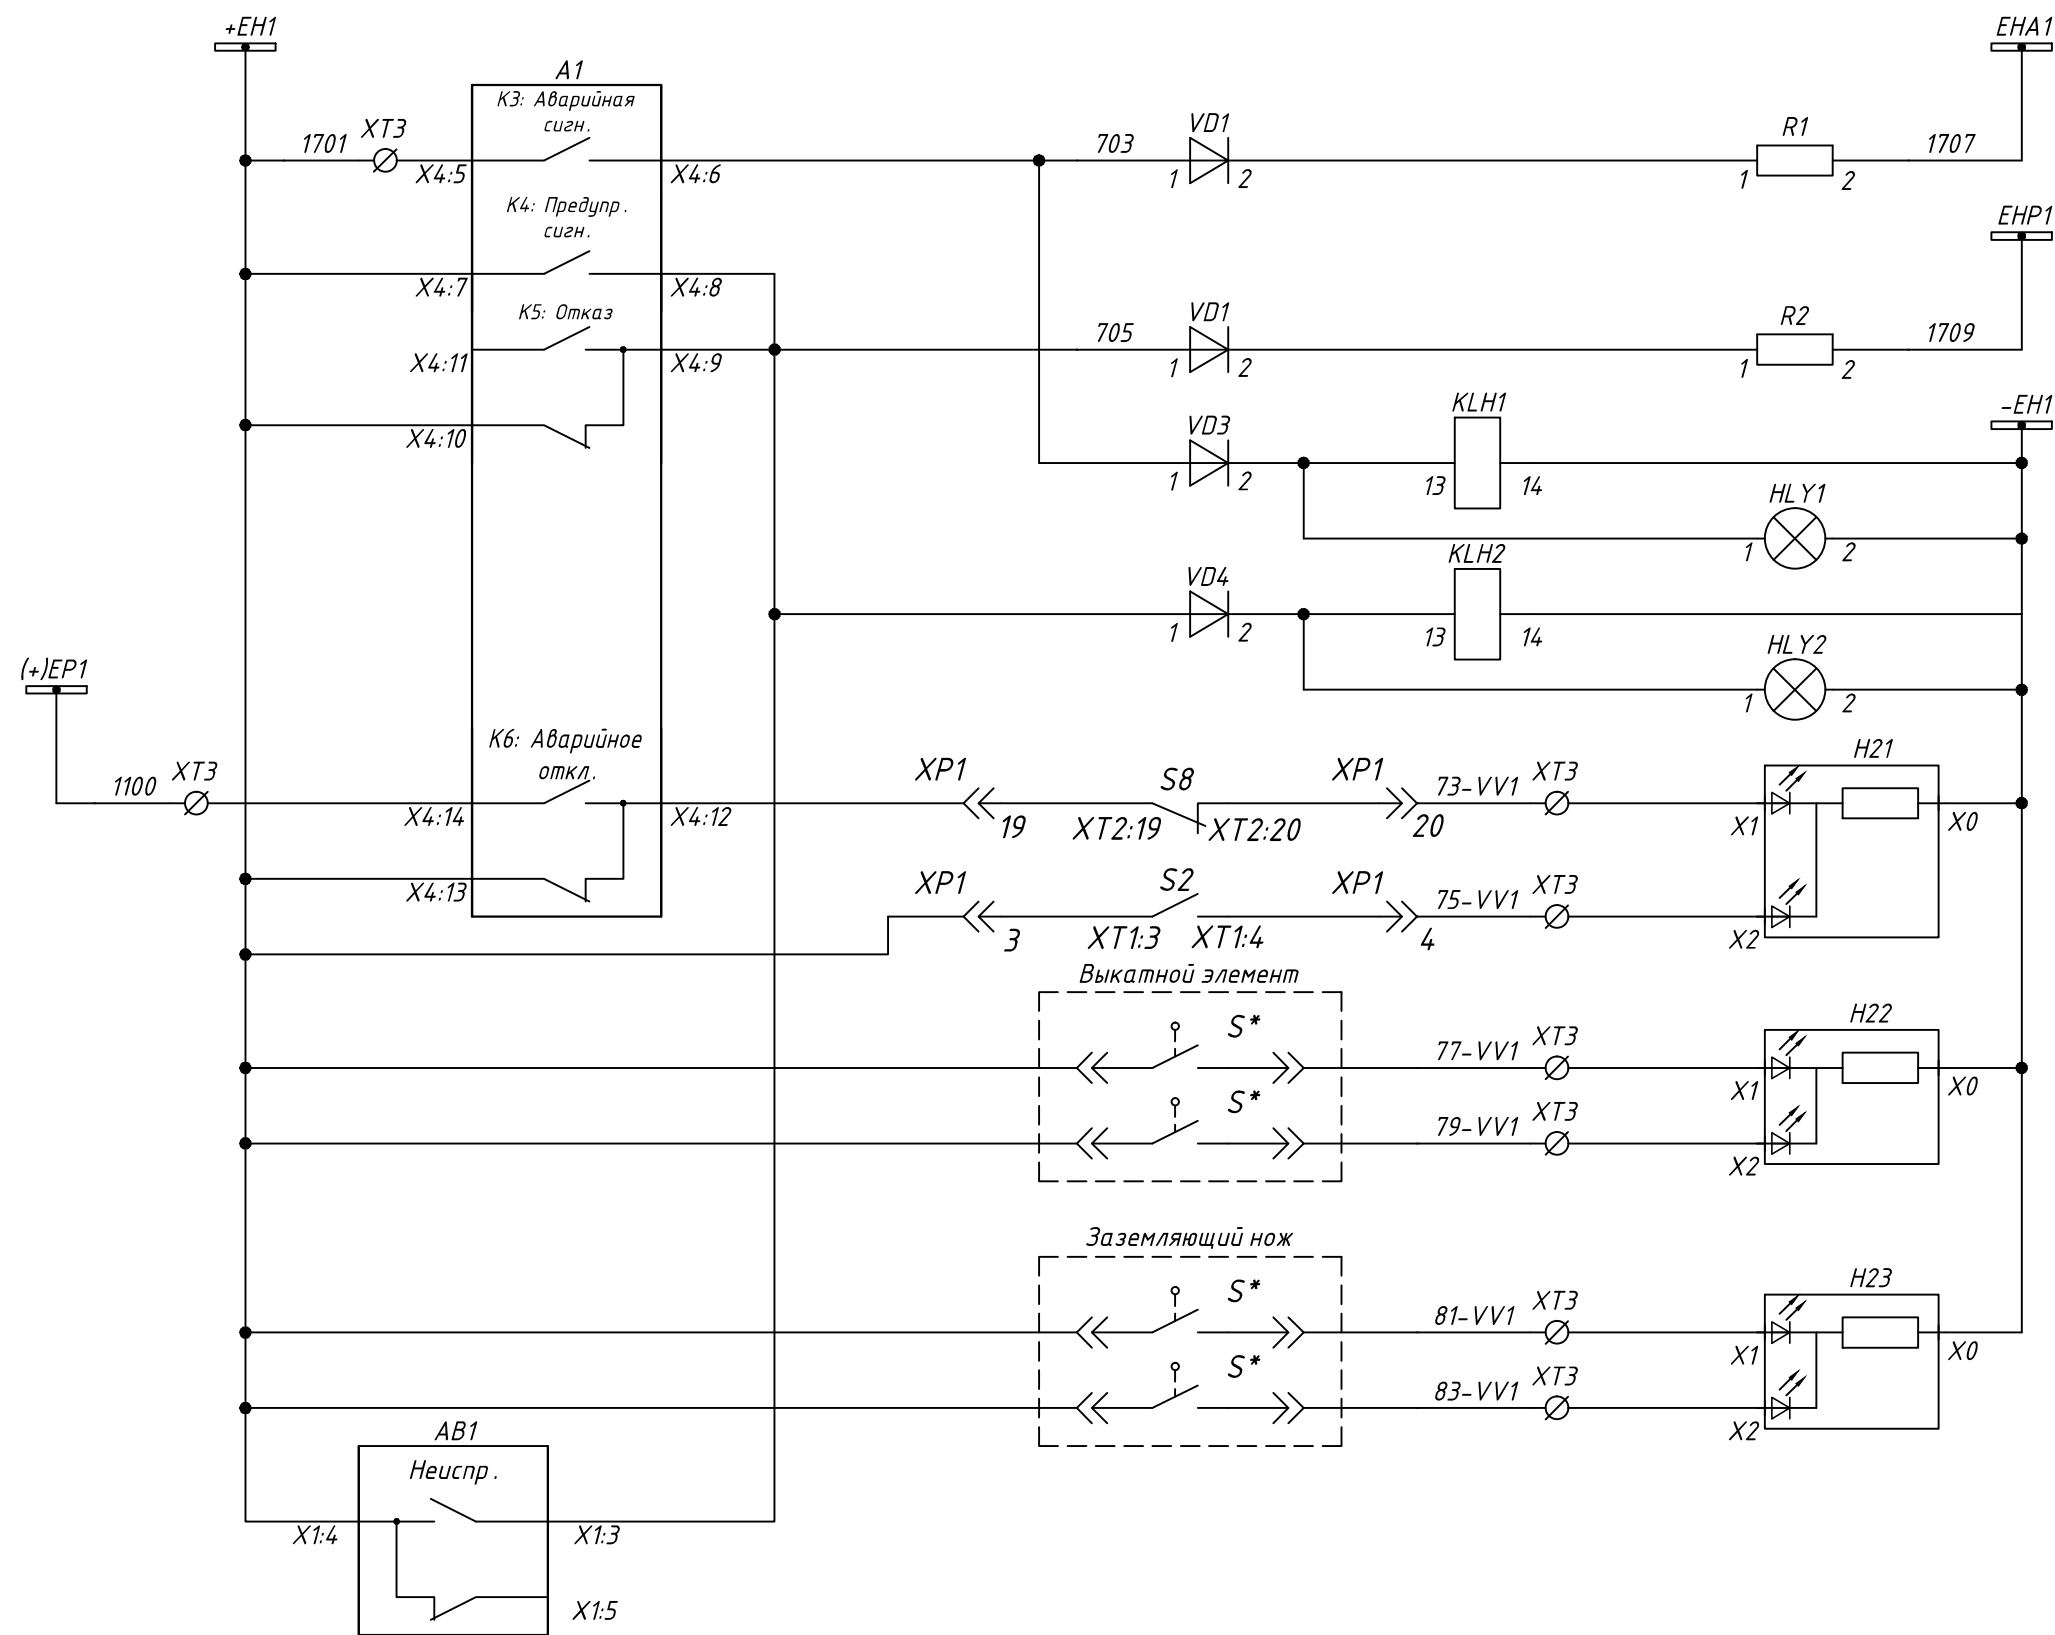 +EH1
EHA1
A1
K3: Аварийная
сигн.
1701
XT3
X4:5
X4:6
703
VD1
1
2
R1
1
2
1707
K4: Предупр.
сигн.
X4:7
X4:8
EHP1
K5: Отказ
X4:11
X4:9
705
VD1
1
2
R2
1
2
1709
X4:10
-EH1
VD3
1
2
KLH1
13
14
HLY1
1
2
VD4
1
2
KLH2
13
14
HLY2
1
2
(+)EP1
1100
XT3
K6: Аварийное
откл.
X4:14
X4:12
XP1
19
S8
XT2:19
XT2:20
XP1
20
73-VV1
XT3
H21
X1
X0
X4:13
XP1
3
S2
XT1:3
XT1:4
XP1
4
75-VV1
XT3
X2
Выкатной элемент
S*
77-VV1
XT3
H22
X1
X0
S*
79-VV1
XT3
X2
Заземляющий нож
S*
81-VV1
XT3
H23
X1
X0
S*
83-VV1
XT3
X2
AB1
Неиспр.
X1:4
X1:3
X1:5